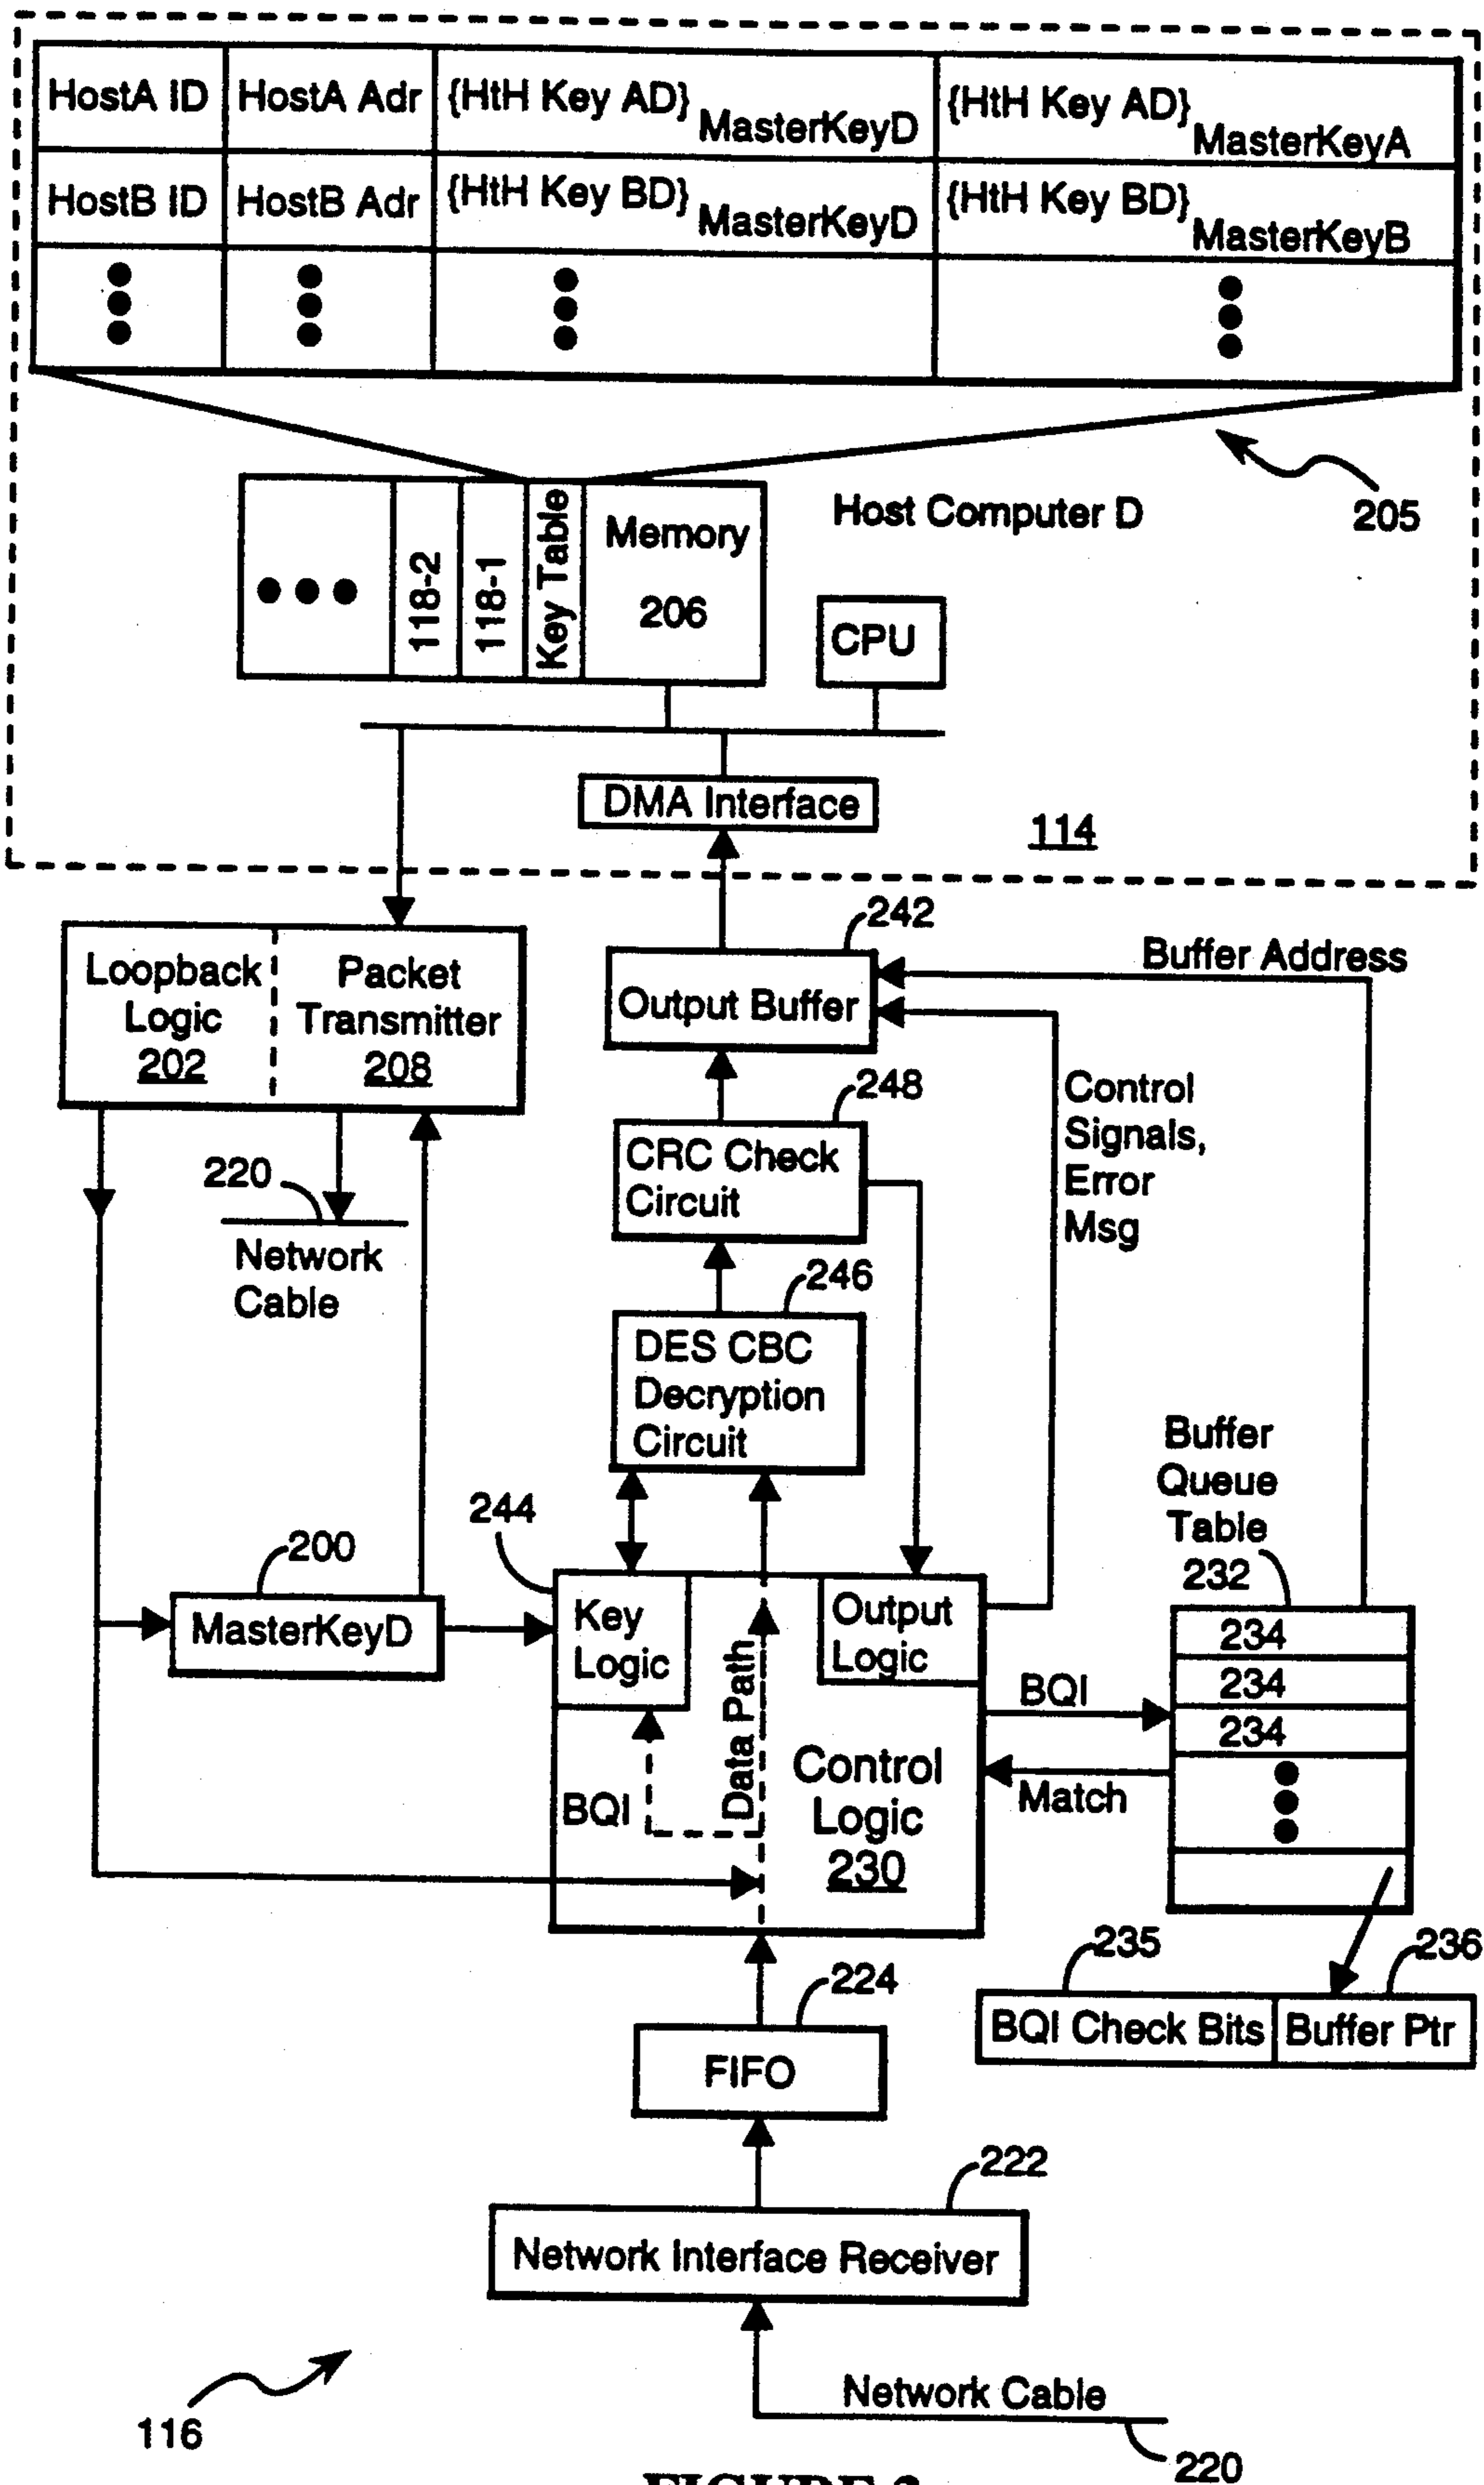 HostA ID HostA Adr {HtH Key AD} MasterKeyD {HtH Key AD} MasterKeyA
HostB ID HostB Adr {HtH Key BD} MasterKeyD {HtH Key BD} MasterKeyB
205
118-2
118-1
Key Table
Memory
206
Host Computer D
CPU
DMA Interface
114
Loopback
Logic
202
Packet
Transmitter
208
242
Output Buffer
Buffer Address
248
CRC Check
Circuit
Control
Signals,
Error
Msg
220
Network
Cable
246
DES CBC
Decryption
Circuit
Buffer
Queue
Table
232
244
200
MasterKeyD
Key
Logic
Data Path
Output
Logic
BQI
234
234
234
BQI
Control
Logic
230
Match
224
FIFO
235
236
BQI Check Bits
Buffer Ptr
222
Network Interface Receiver
Network Cable
220
116